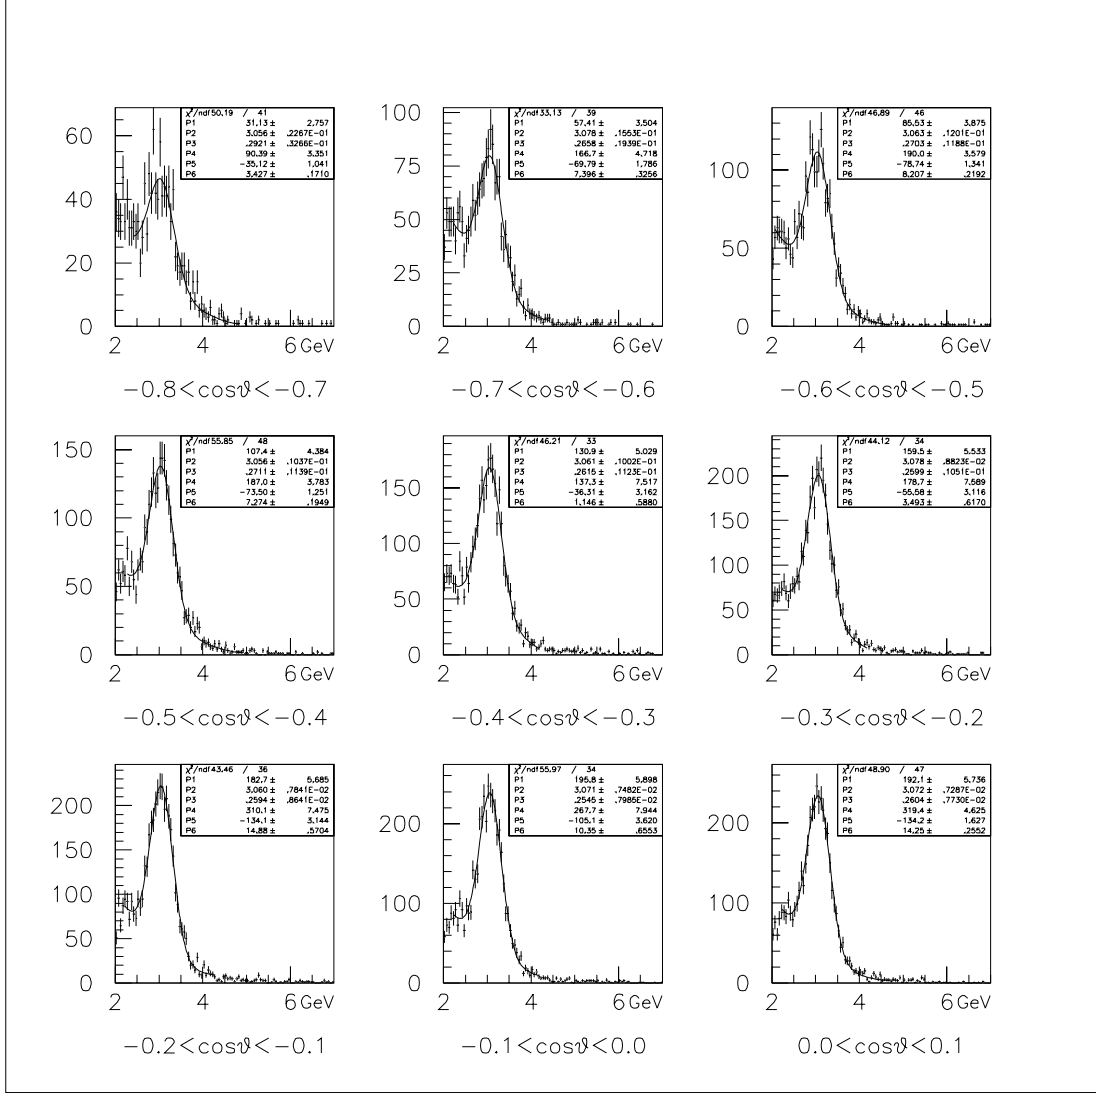 χ²/ndf50.19 / 41
P1 31.13 ± 2.757
P2 3.056 ± .2267E-01
P3 .2921 ± .3266E-01
P4 90.39 ± 3.351
P5 -35.12 ± 1.041
P6 3.427 ± .1710
60
40
20
0
2 4 6 GeV
−0.8<cosϑ<−0.7
χ²/ndf33.13 / 39
P1 57.41 ± 3.504
P2 3.078 ± .1553E-01
P3 .2658 ± .1939E-01
P4 166.7 ± 4.718
P5 -69.79 ± 1.786
P6 7.396 ± .3256
100
75
50
25
0
2 4 6 GeV
−0.7<cosϑ<−0.6
χ²/ndf46.89 / 46
P1 85.53 ± 3.875
P2 3.063 ± .1201E-01
P3 .2703 ± .1188E-01
P4 190.0 ± 3.579
P5 -78.74 ± 1.341
P6 8.207 ± .2192
100
50
0
2 4 6 GeV
−0.6<cosϑ<−0.5
χ²/ndf55.85 / 48
P1 107.4 ± 4.384
P2 3.056 ± .1037E-01
P3 .2711 ± .1139E-01
P4 187.0 ± 3.783
P5 -73.50 ± 1.251
P6 7.274 ± .1949
150
100
50
0
2 4 6 GeV
−0.5<cosϑ<−0.4
χ²/ndf46.21 / 33
P1 130.9 ± 5.029
P2 3.061 ± .1002E-01
P3 .2615 ± .1123E-01
P4 137.3 ± 7.517
P5 -36.31 ± 3.162
P6 1.146 ± .5880
150
100
50
0
2 4 6 GeV
−0.4<cosϑ<−0.3
χ²/ndf44.12 / 34
P1 159.5 ± 5.533
P2 3.078 ± .8823E-02
P3 .2599 ± .1051E-01
P4 178.7 ± 7.589
P5 -55.58 ± 3.116
P6 3.493 ± .6170
200
150
100
50
0
2 4 6 GeV
−0.3<cosϑ<−0.2
χ²/ndf43.46 / 36
P1 182.7 ± 5.685
P2 3.060 ± .7841E-02
P3 .2594 ± .8641E-02
P4 310.1 ± 7.475
P5 -134.1 ± 3.144
P6 14.88 ± .5704
200
150
100
50
0
2 4 6 GeV
−0.2<cosϑ<−0.1
χ²/ndf55.97 / 34
P1 195.8 ± 5.898
P2 3.071 ± .7482E-02
P3 .2545 ± .7985E-02
P4 267.7 ± 7.944
P5 -105.1 ± 3.620
P6 10.35 ± .6553
200
100
0
2 4 6 GeV
−0.1<cosϑ<0.0
χ²/ndf48.90 / 47
P1 192.1 ± 5.736
P2 3.072 ± .7287E-02
P3 .2604 ± .7730E-02
P4 319.4 ± 4.625
P5 -134.2 ± 1.627
P6 14.25 ± .2552
200
100
0
2 4 6 GeV
0.0<cosϑ<0.1